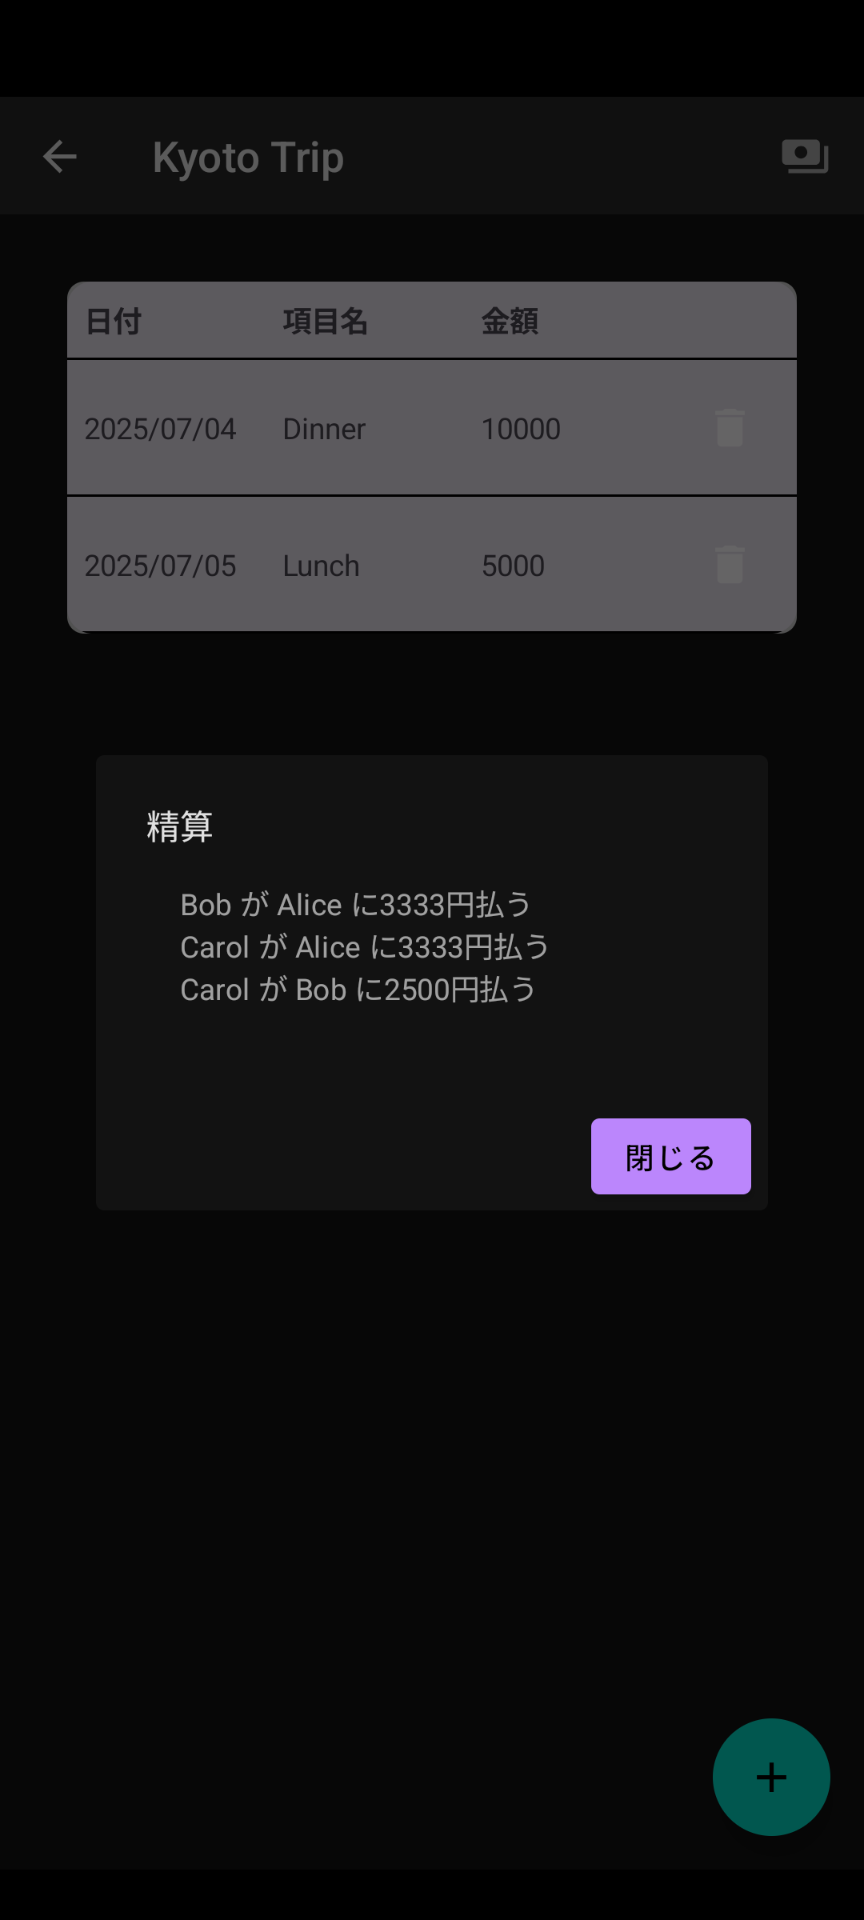 Kyoto Trip
日付 項目名 金額
2025/07/04 Dinner 10000
2025/07/05 Lunch 5000
精算
Bob が Alice に3333円払う
Carol が Alice に3333円払う
Carol が Bob に2500円払う
閉じる